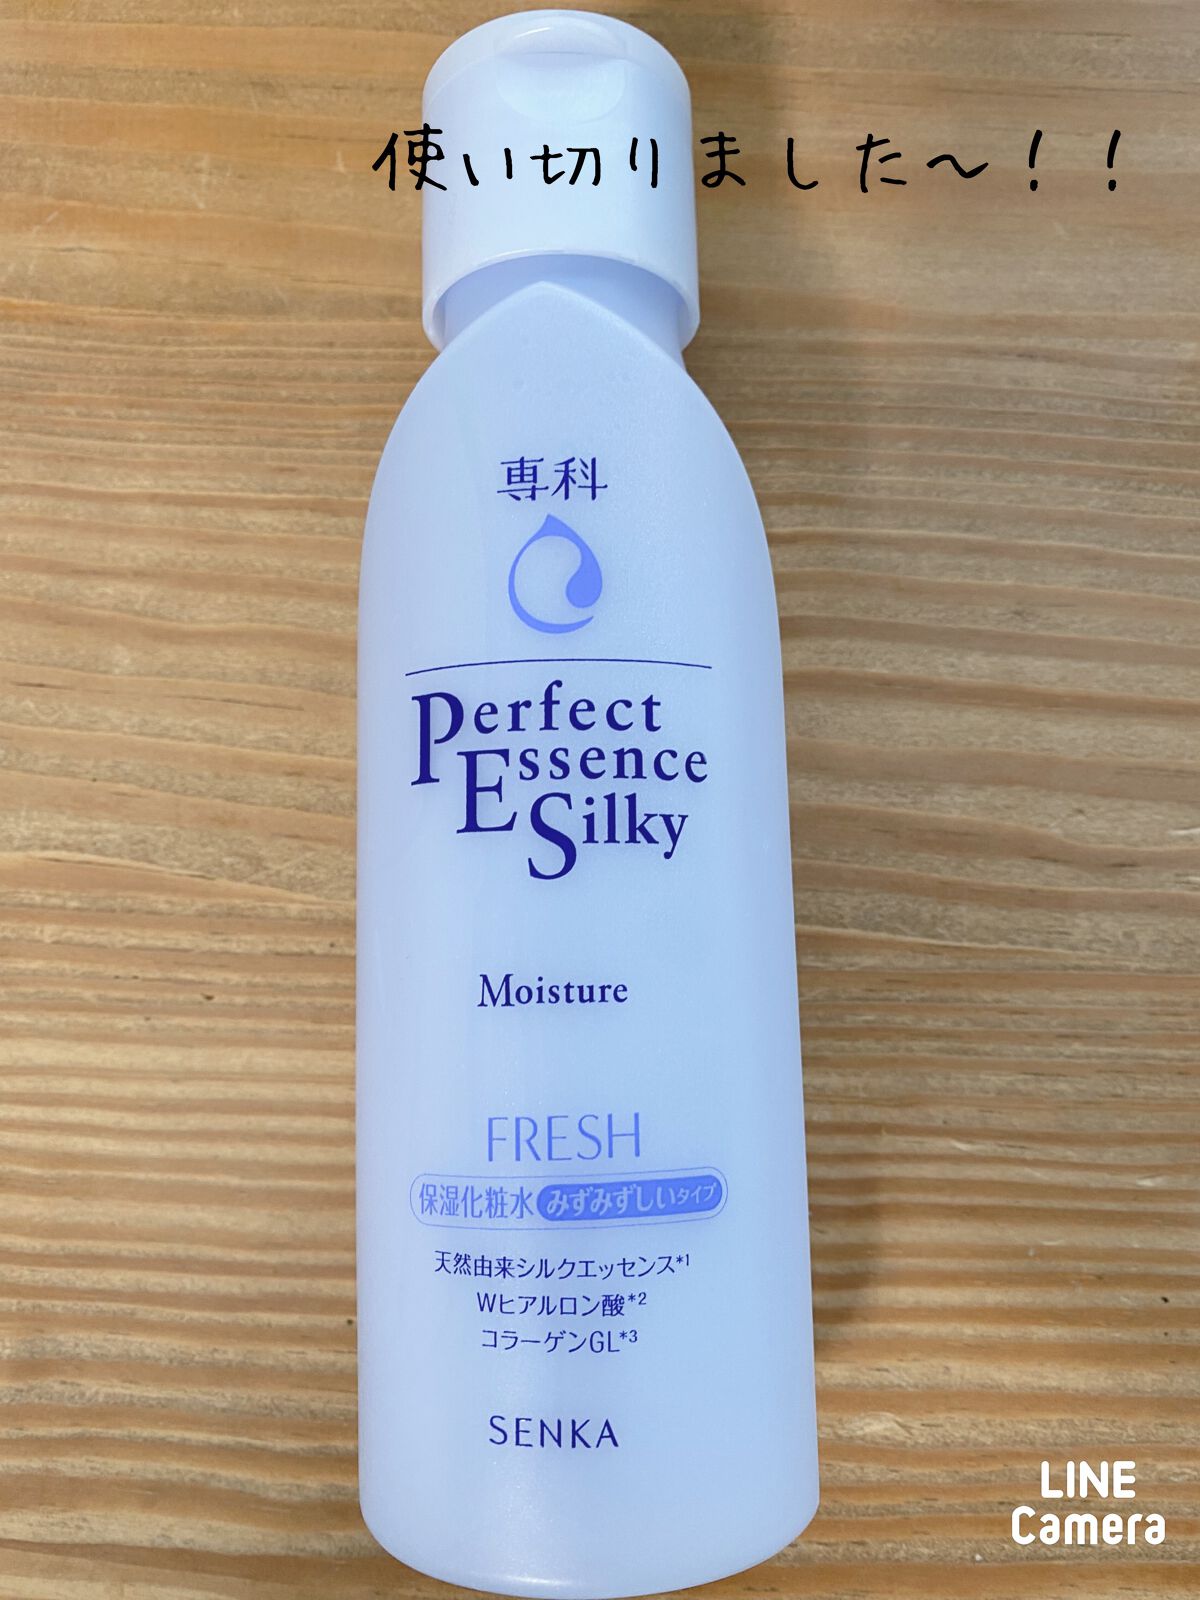 使い切りました〜！！
専科
Perfect
Essence
Silky
Moisture
FRESH
保湿化粧水 みずみずしいタイプ
天然由来シルクエッセンス*1
Wヒアルロン酸*2
コラーゲンGL*3
SENKA
LINE
Camera